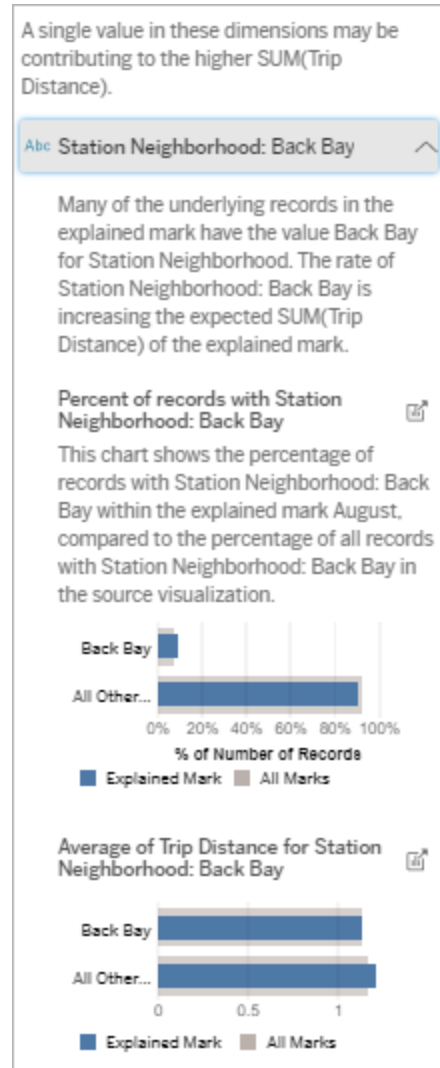 A single value in these dimensions may be
contributing to the higher SUM(Trip
Distance).
Abc Station Neighborhood: Back Bay
Many of the underlying records in the
explained mark have the value Back Bay
for Station Neighborhood. The rate of
Station Neighborhood: Back Bay is
increasing the expected SUM(Trip
Distance) of the explained mark.
Percent of records with Station
Neighborhood: Back Bay
This chart shows the percentage of
records with Station Neighborhood: Back
Bay within the explained mark August,
compared to the percentage of all records
with Station Neighborhood: Back Bay in
the source visualization.
Back Bay
All Other...
0% 20% 40% 60% 80% 100%
% of Number of Records
Explained Mark All Marks
Average of Trip Distance for Station
Neighborhood: Back Bay
Back Bay
All Other...
0 0.5 1
Explained Mark All Marks